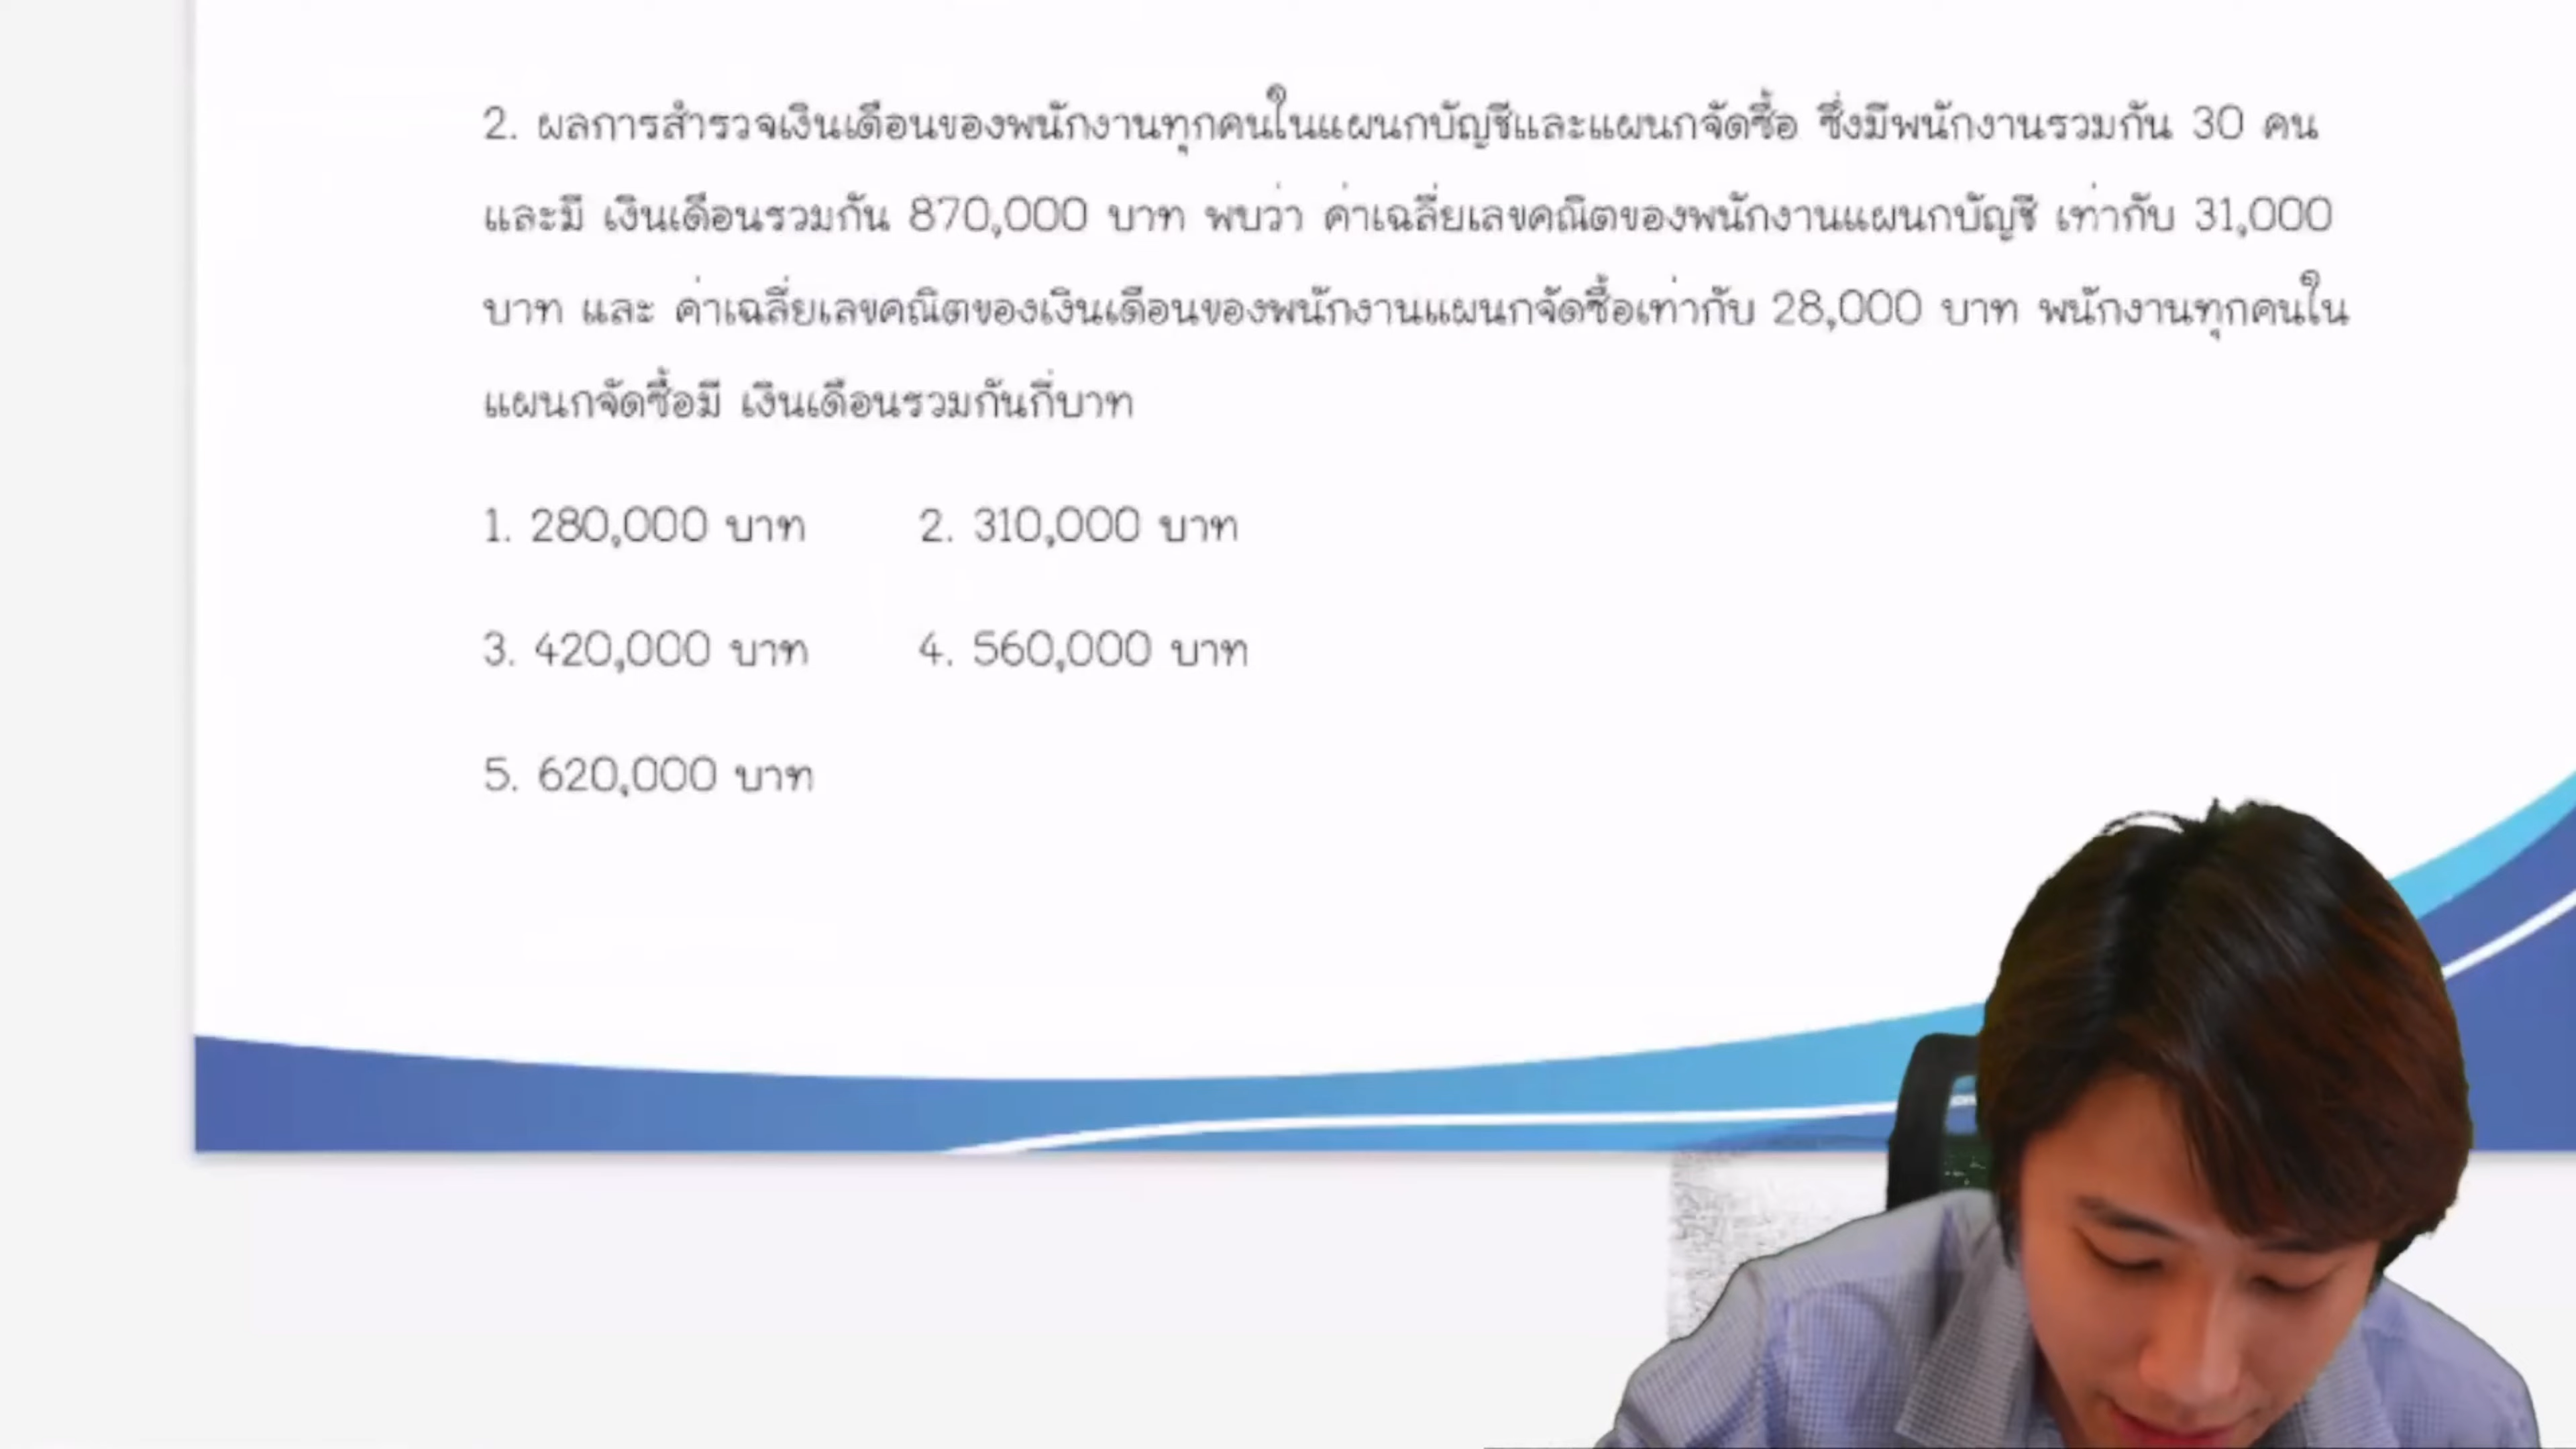 2. ผลการสำรวจเงินเดือนของพนักงานทุกคนในแผนกบัญชีและแผนกจัดซื้อ ซึ่งมีพนักงานรวมกัน 30 คน
และมี เงินเดือนรวมกัน 870,000 บาท พบว่า ค่าเฉลี่ยเลขคณิตของพนักงานแผนกบัญชี เท่ากับ 31,000
บาท และ ค่าเฉลี่ยเลขคณิตของเงินเดือนของพนักงานแผนกจัดซื้อเท่ากับ 28,000 บาท พนักงานทุกคนใน
แผนกจัดซื้อมี เงินเดือนรวมกันกี่บาท
1. 280,000 บาท 2. 310,000 บาท
3. 420,000 บาท 4. 560,000 บาท
5. 620,000 บาท